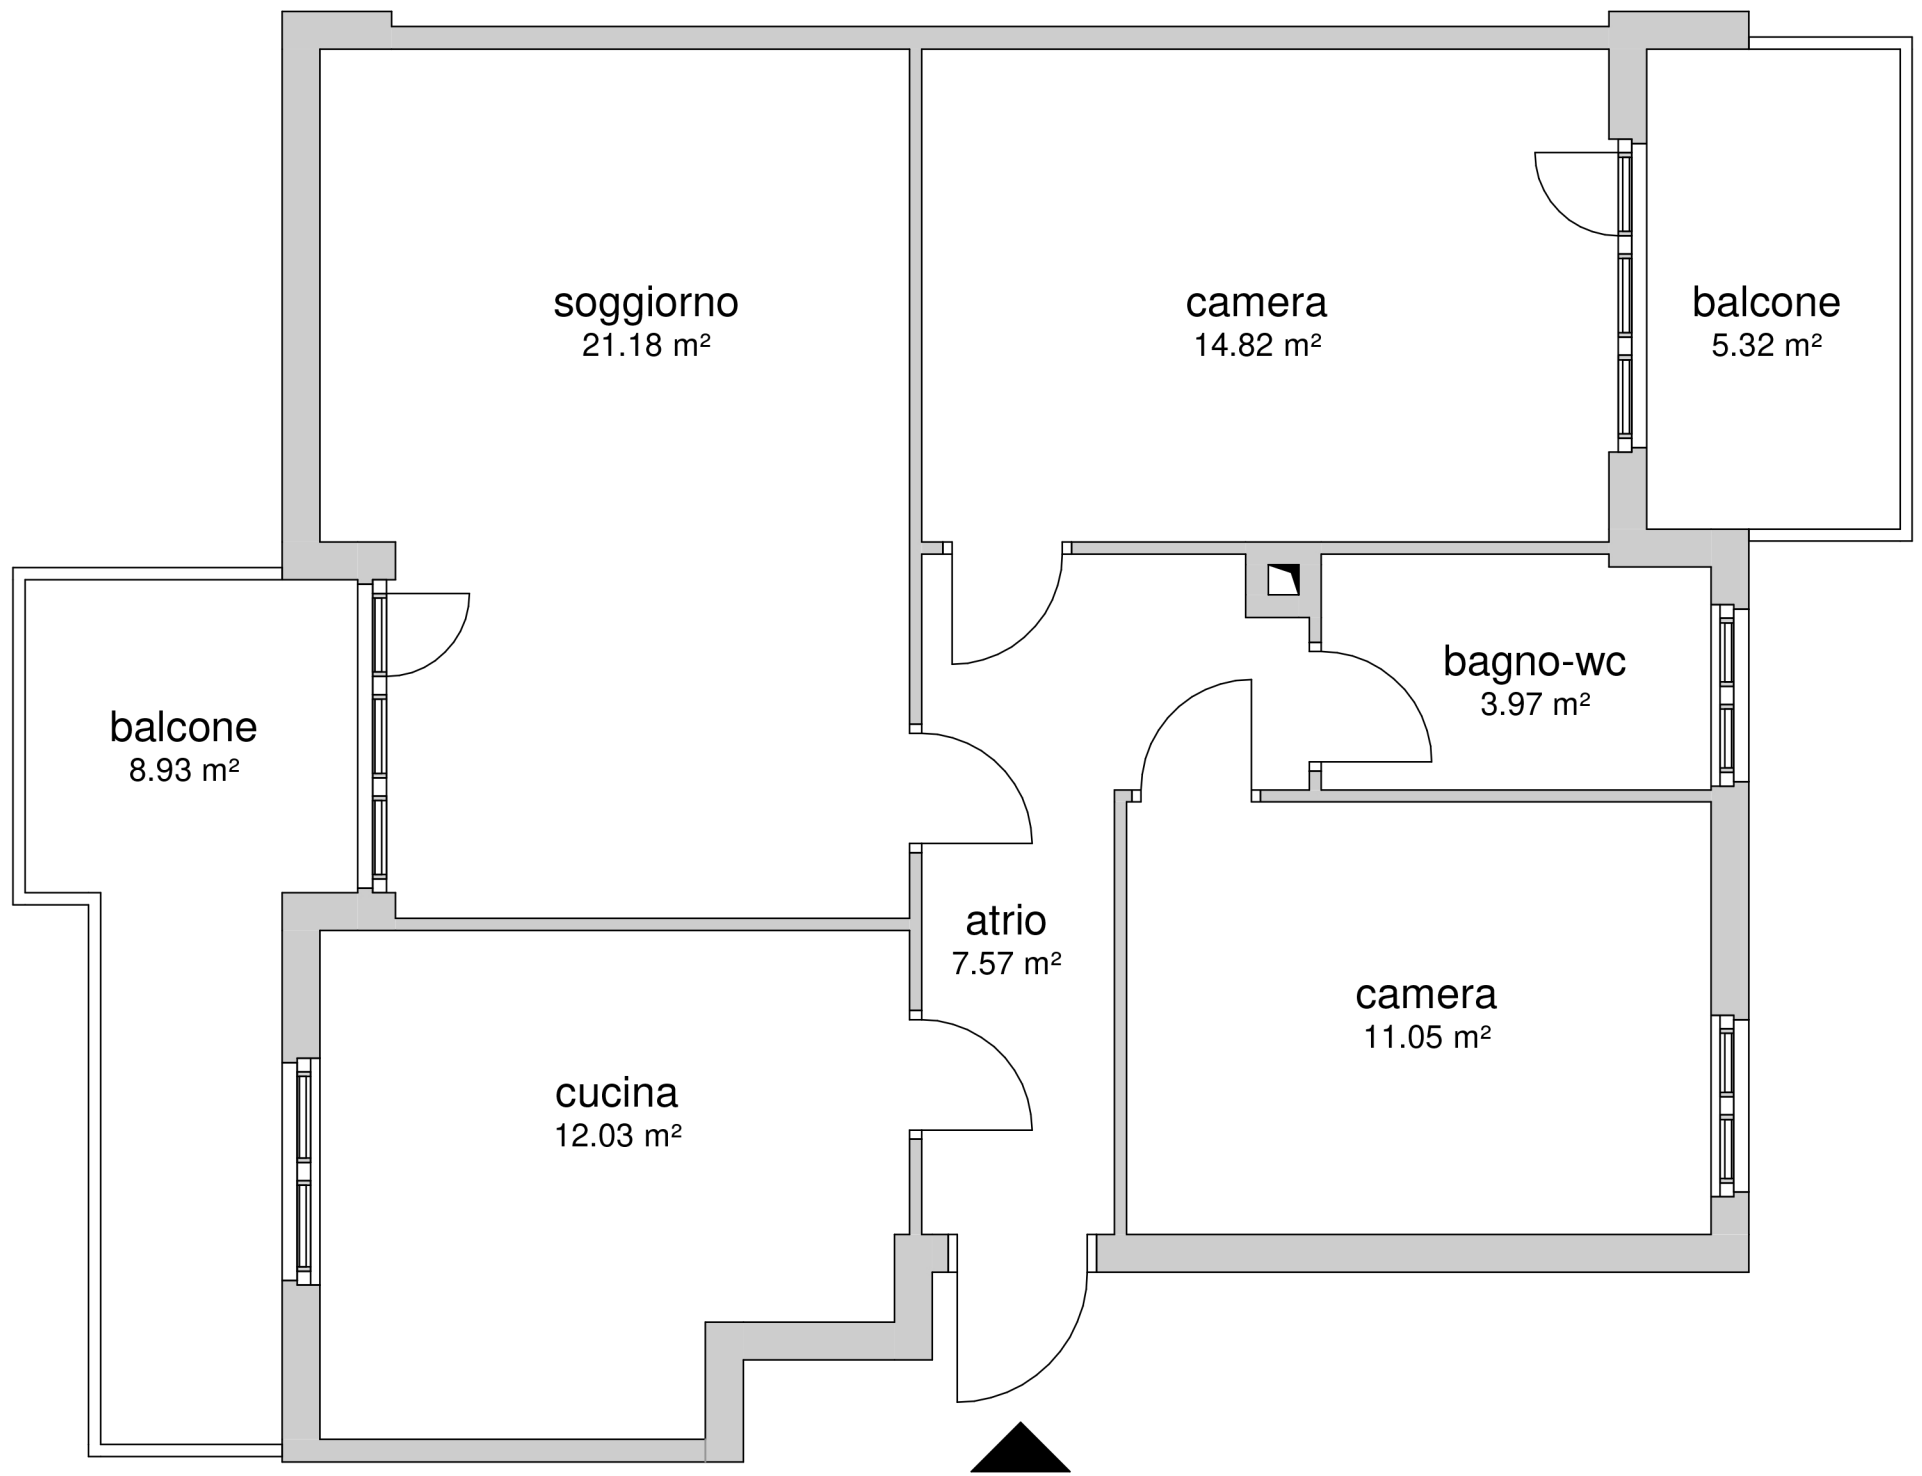 soggiorno
21.18 m²
camera
14.82 m²
balcone
5.32 m²
bagno-wc
3.97 m²
balcone
8.93 m²
atrio
7.57 m²
camera
11.05 m²
cucina
12.03 m²